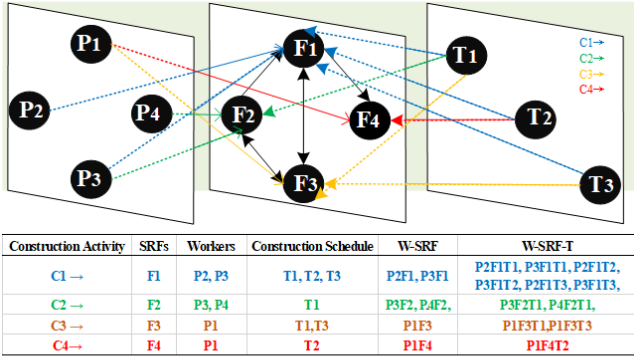 P1
F1
T1
C1→
C2→
C3→
C4→
P2
P4
F2
F4
T2
P3
F3
T3
Construction Activity SRFs Workers Construction Schedule W-SRF W-SRF-T
C1 → F1 P2, P3 T1, T2, T3 P2F1, P3F1 P2F1T1, P3F1T1, P2F1T2,
P3F1T2, P2F1T3, P3F1T3,
C2 → F2 P3, P4 T1 P3F2, P4F2, P3F2T1, P4F2T1,
C3 → F3 P1 T1,T3 P1F3 P1F3T1,P1F3T3
C4→ F4 P1 T2 P1F4 P1F4T2